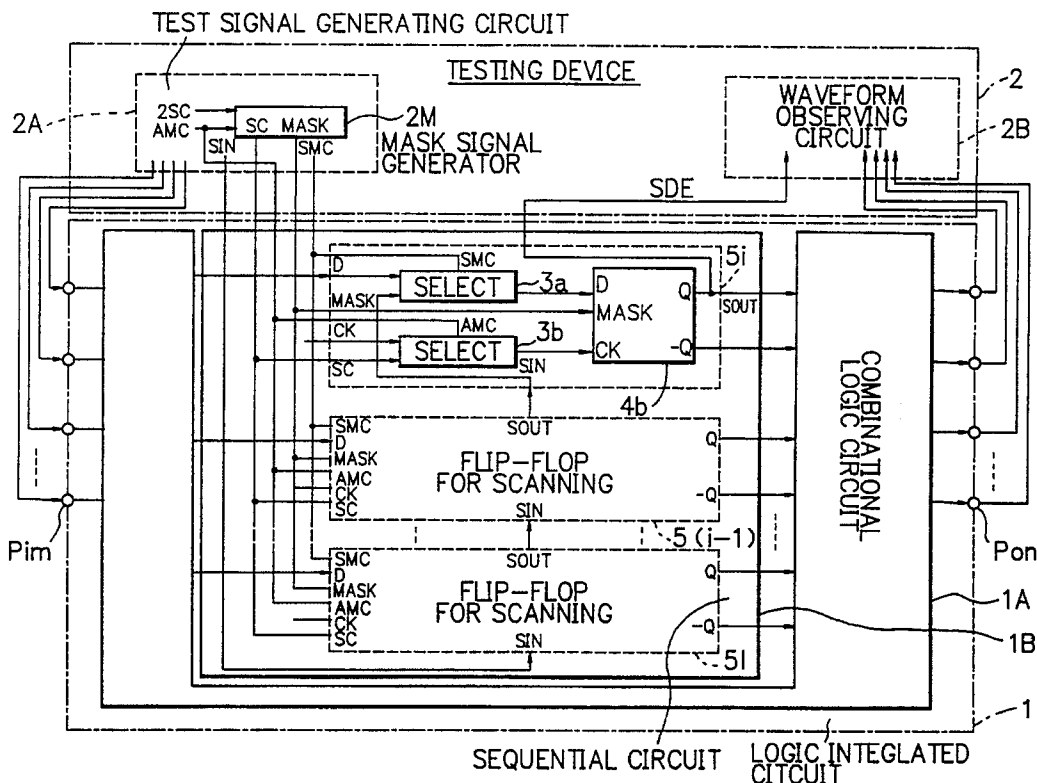 TEST SIGNAL GENERATING CIRCUIT
TESTING DEVICE
2
2A
2SC
AMC
SC MASK
2M
SIN
SMC
MASK SIGNAL
GENERATOR
WAVEFORM
OBSERVING
CIRCUIT
2B
SDE
5i
D
SMC
SELECT
3a
MASK
AMC
CK
SELECT
3b
SC
SIN
D
Q
MASK
CK
-Q
SOUT
4b
SMC
D
MASK
AMC
CK
SC
SOUT
FLIP-FLOP
FOR SCANNING
SIN
Q
-Q
5(i-1)
SMC
D
MASK
AMC
CK
SC
SOUT
FLIP-FLOP
FOR SCANNING
SIN
Q
-Q
5l
COMBINATIONAL
LOGIC CIRCUIT
Pim
Pon
1A
1B
1
SEQUENTIAL CIRCUIT
LOGIC INTEGLATED
CITCUIT